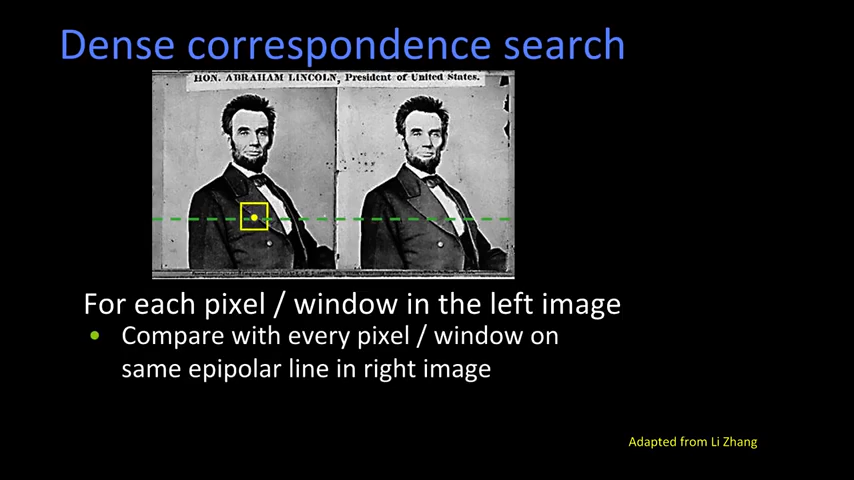 Dense correspondence search
HON. ABRAHAM LINCOLN, President of United States.
For each pixel / window in the left image
• Compare with every pixel / window on
same epipolar line in right image
Adapted from Li Zhang